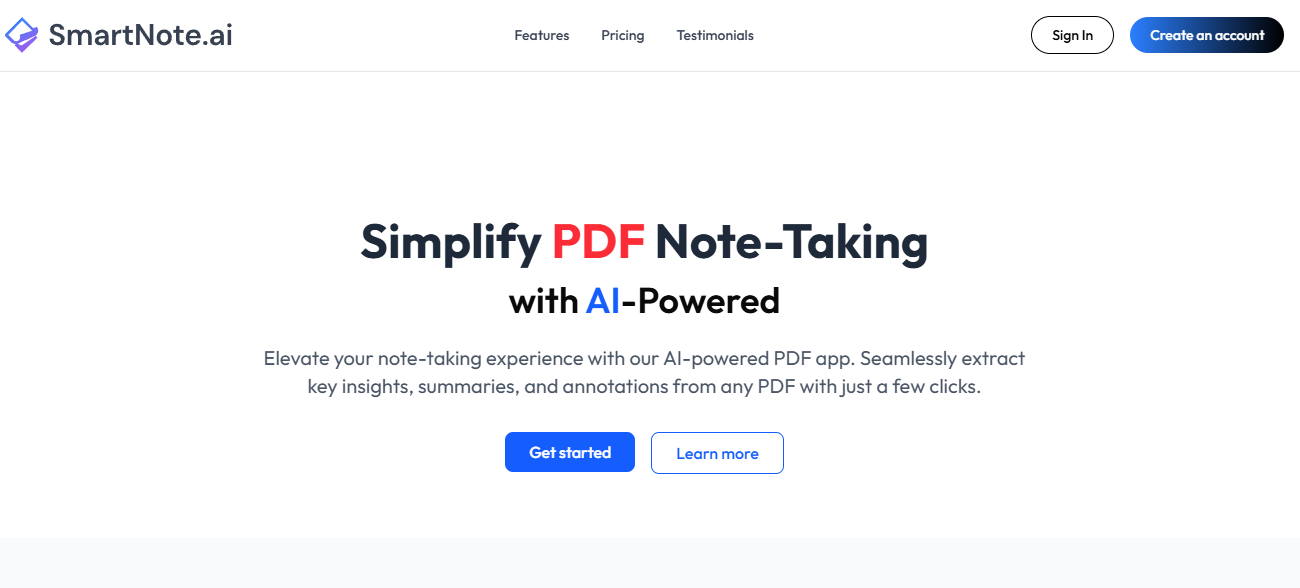 SmartNote.ai
Features
Pricing
Testimonials
Sign In
Create an account
Simplify PDF Note-Taking
with AI-Powered
Elevate your note-taking experience with our AI-powered PDF app. Seamlessly extract
key insights, summaries, and annotations from any PDF with just a few clicks.
Get started
Learn more